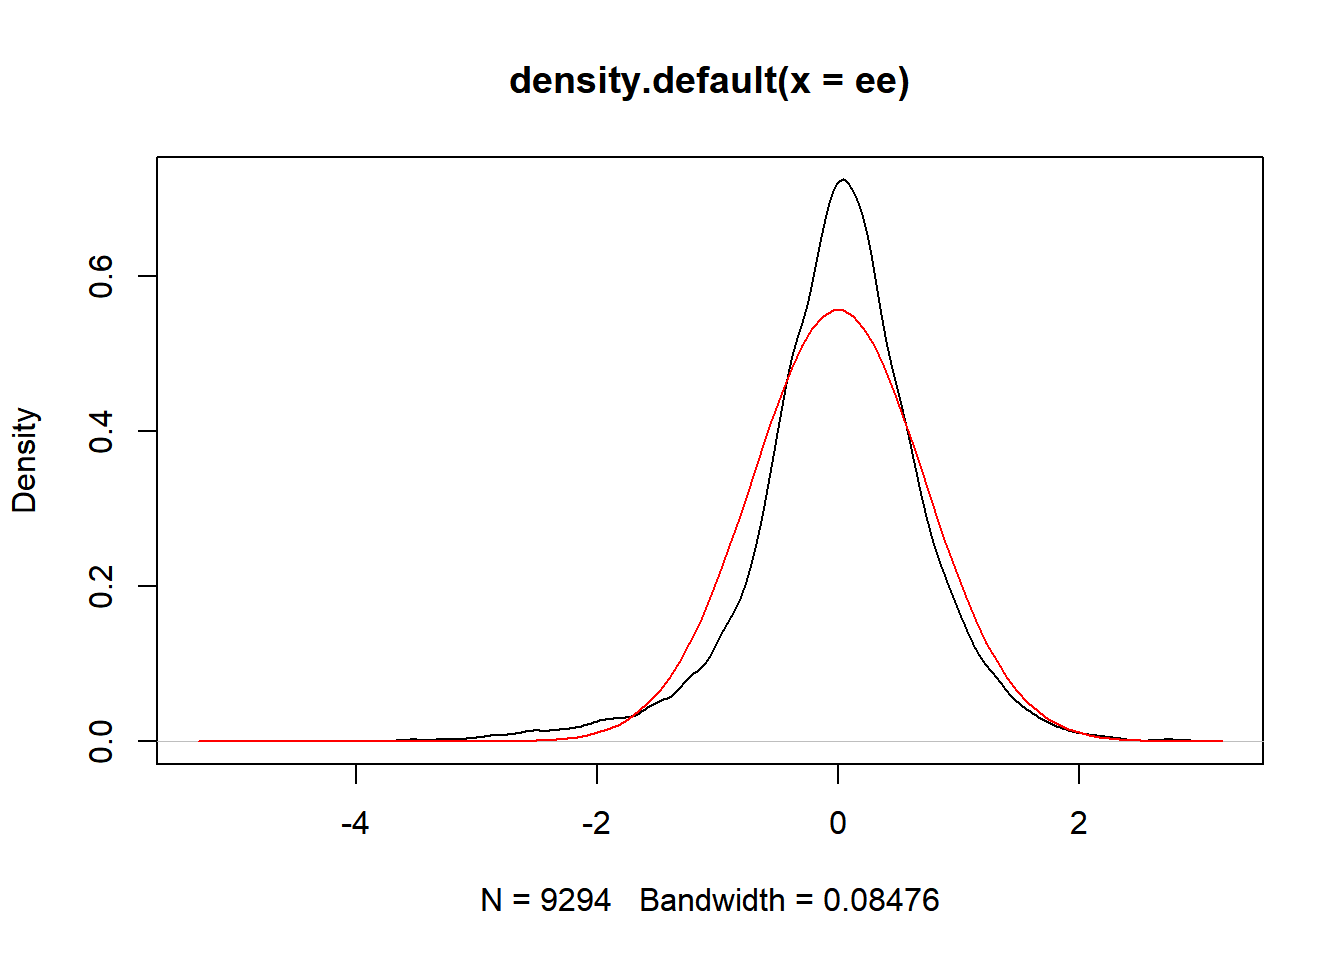 density.default(x = ee)
Density
0.6
0.4
0.2
0.0
-4 -2 0 2
N = 9294 Bandwidth = 0.08476